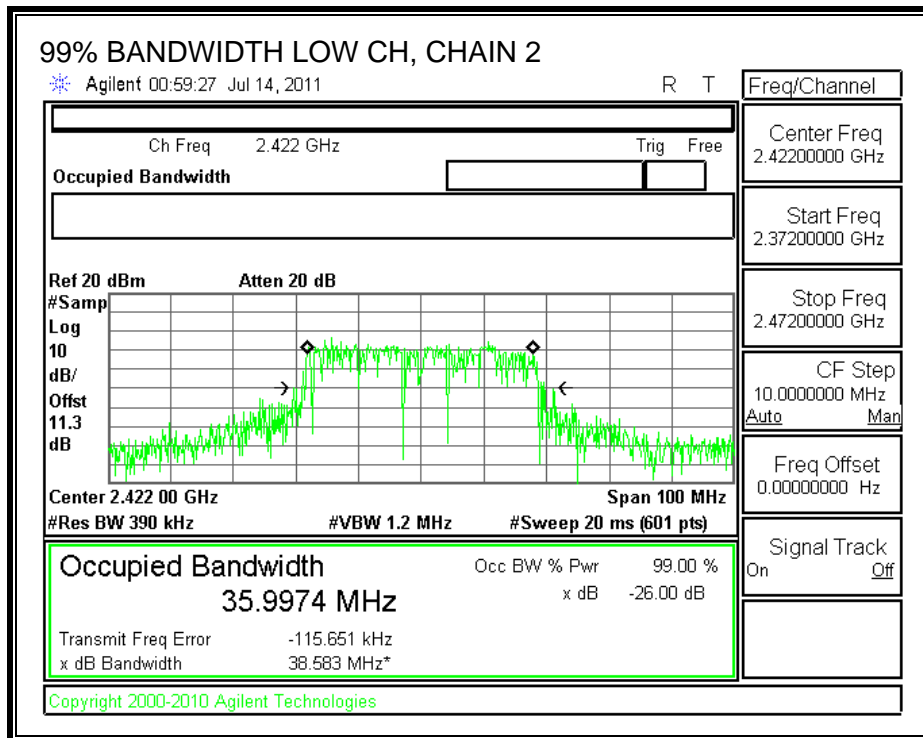 99% BANDWIDTH LOW CH, CHAIN 2
Agilent 00:59:27 Jul 14, 2011 R T
Freq/Channel
Ch Freq 2.422 GHz Trig Free
Occupied Bandwidth
Center Freq
2.42200000 GHz
Start Freq
2.37200000 GHz
Stop Freq
2.47200000 GHz
CF Step
10.0000000 MHz
Auto Man
Freq Offset
0.00000000 Hz
Signal Track
On Off
Ref 20 dBm Atten 20 dB
#Samp
Log
10
dB/
Offst
11.3
dB
Center 2.422 00 GHz Span 100 MHz
#Res BW 390 kHz #VBW 1.2 MHz #Sweep 20 ms (601 pts)
Occupied Bandwidth Occ BW % Pwr 99.00 %
35.9974 MHz x dB -26.00 dB
Transmit Freq Error -115.651 kHz
x dB Bandwidth 38.583 MHz*
Copyright 2000-2010 Agilent Technologies